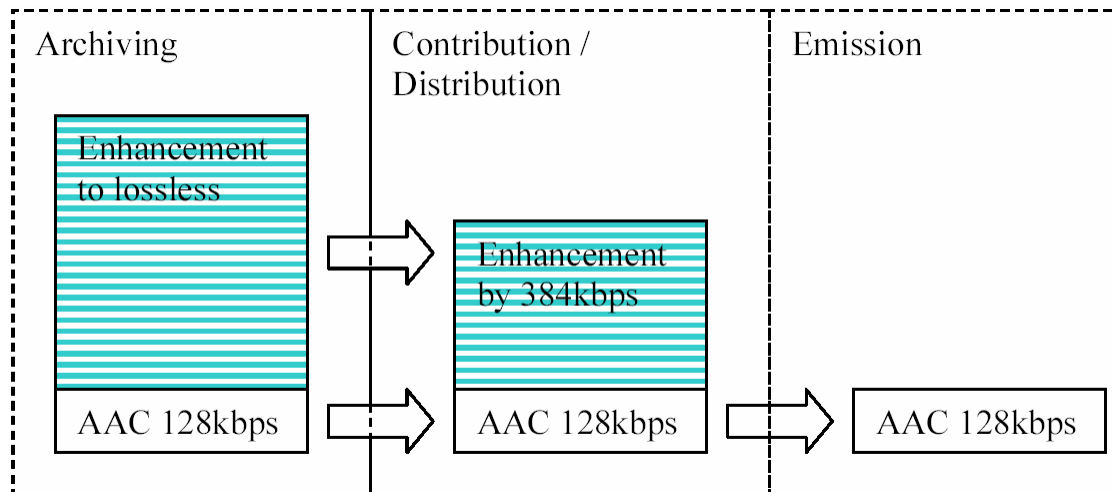 Archiving
Enhancement
to lossless
AAC 128kbps
Contribution /
Distribution
Enhancement
by 384kbps
AAC 128kbps
Emission
AAC 128kbps